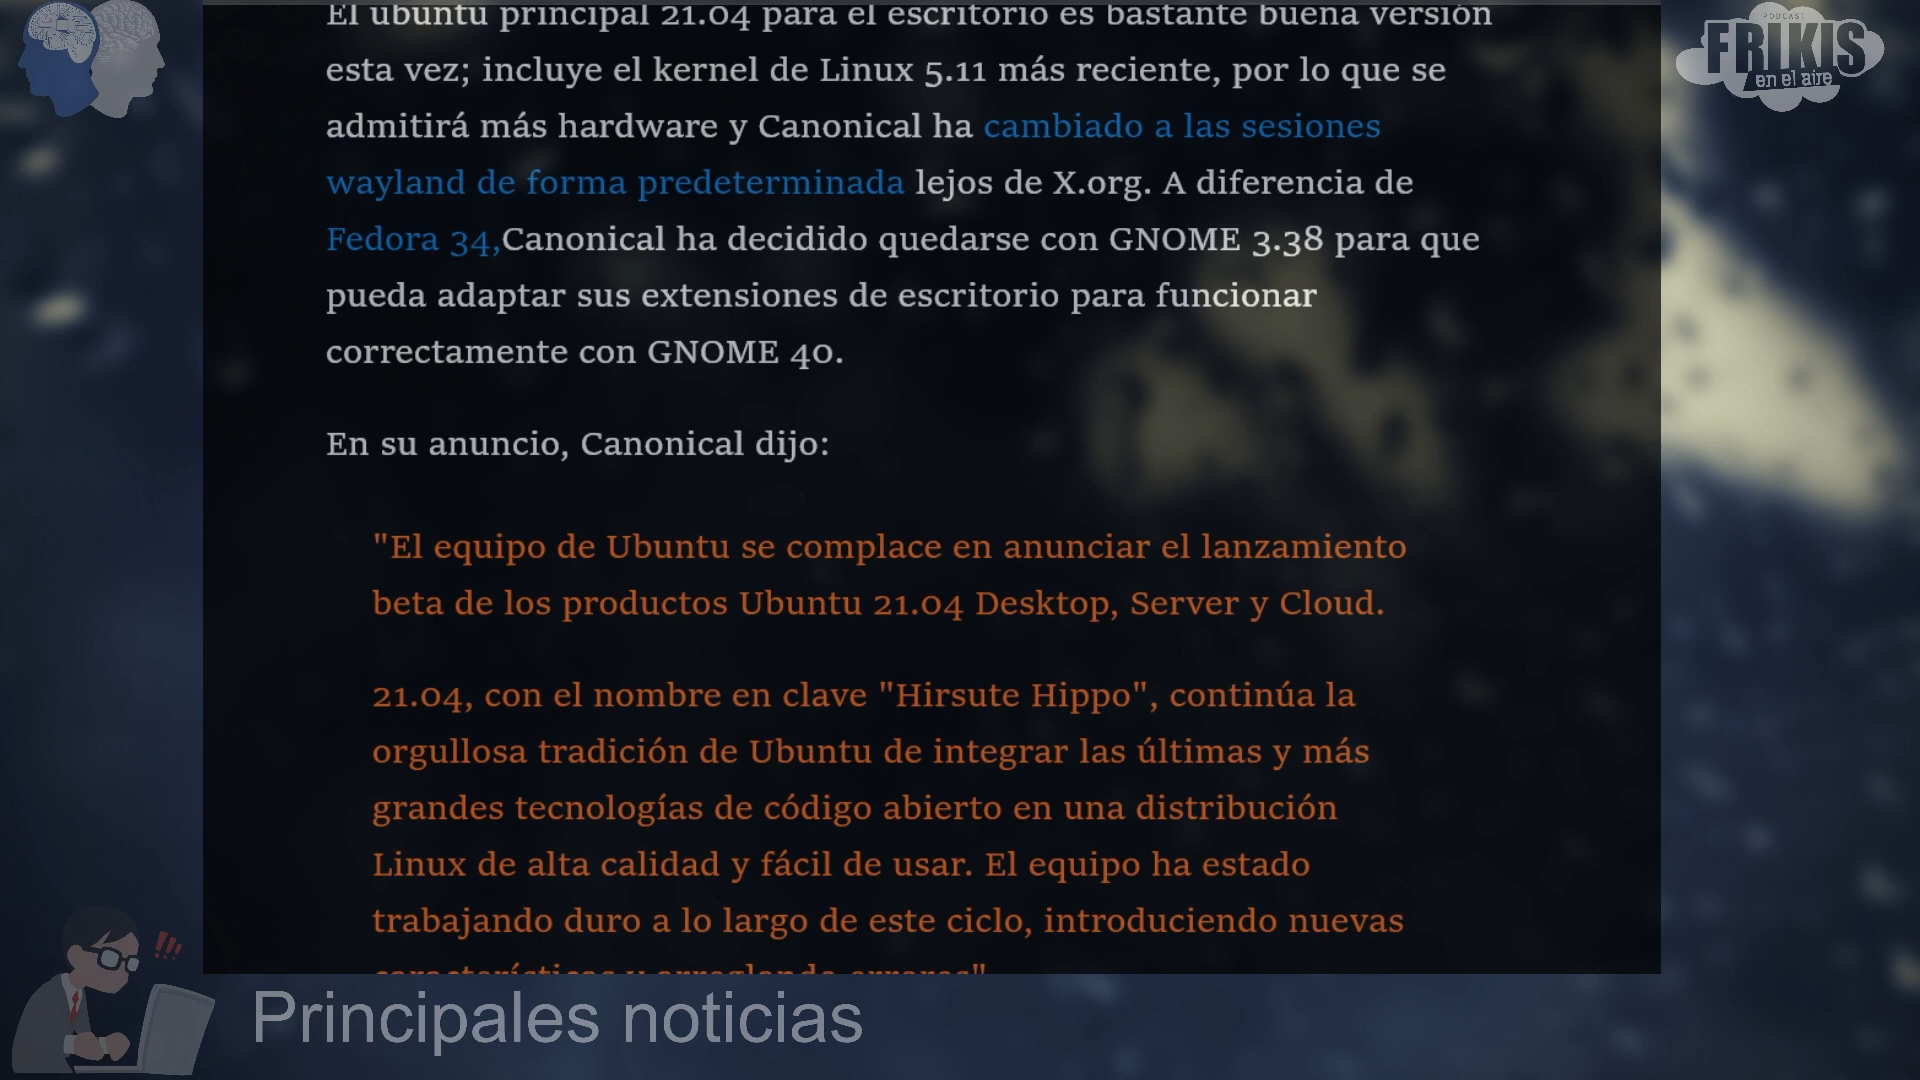 El ubuntu principal 21.04 para el escritorio es bastante buena versión
esta vez; incluye el kernel de Linux 5.11 más reciente, por lo que se
admitirá más hardware y Canonical ha cambiado a las sesiones
wayland de forma predeterminada lejos de X.org. A diferencia de
Fedora 34,Canonical ha decidido quedarse con GNOME 3.38 para que
pueda adaptar sus extensiones de escritorio para funcionar
correctamente con GNOME 40.
En su anuncio, Canonical dijo:
"El equipo de Ubuntu se complace en anunciar el lanzamiento
beta de los productos Ubuntu 21.04 Desktop, Server y Cloud.
21.04, con el nombre en clave "Hirsute Hippo", continúa la
orgullosa tradición de Ubuntu de integrar las últimas y más
grandes tecnologías de código abierto en una distribución
Linux de alta calidad y fácil de usar. El equipo ha estado
trabajando duro a lo largo de este ciclo, introduciendo nuevas
características y arreglando errores"
PODCAST
FRIKIS
en el aire
!!!
Principales noticias